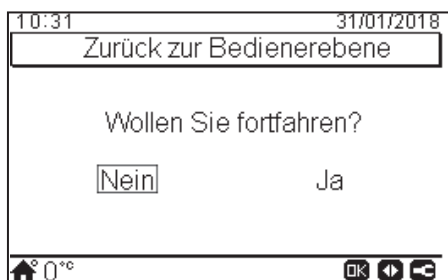 10:31 31/01/2018
Zurück zur Bedienerebene
Wollen Sie fortfahren?
Nein Ja
0°C OK